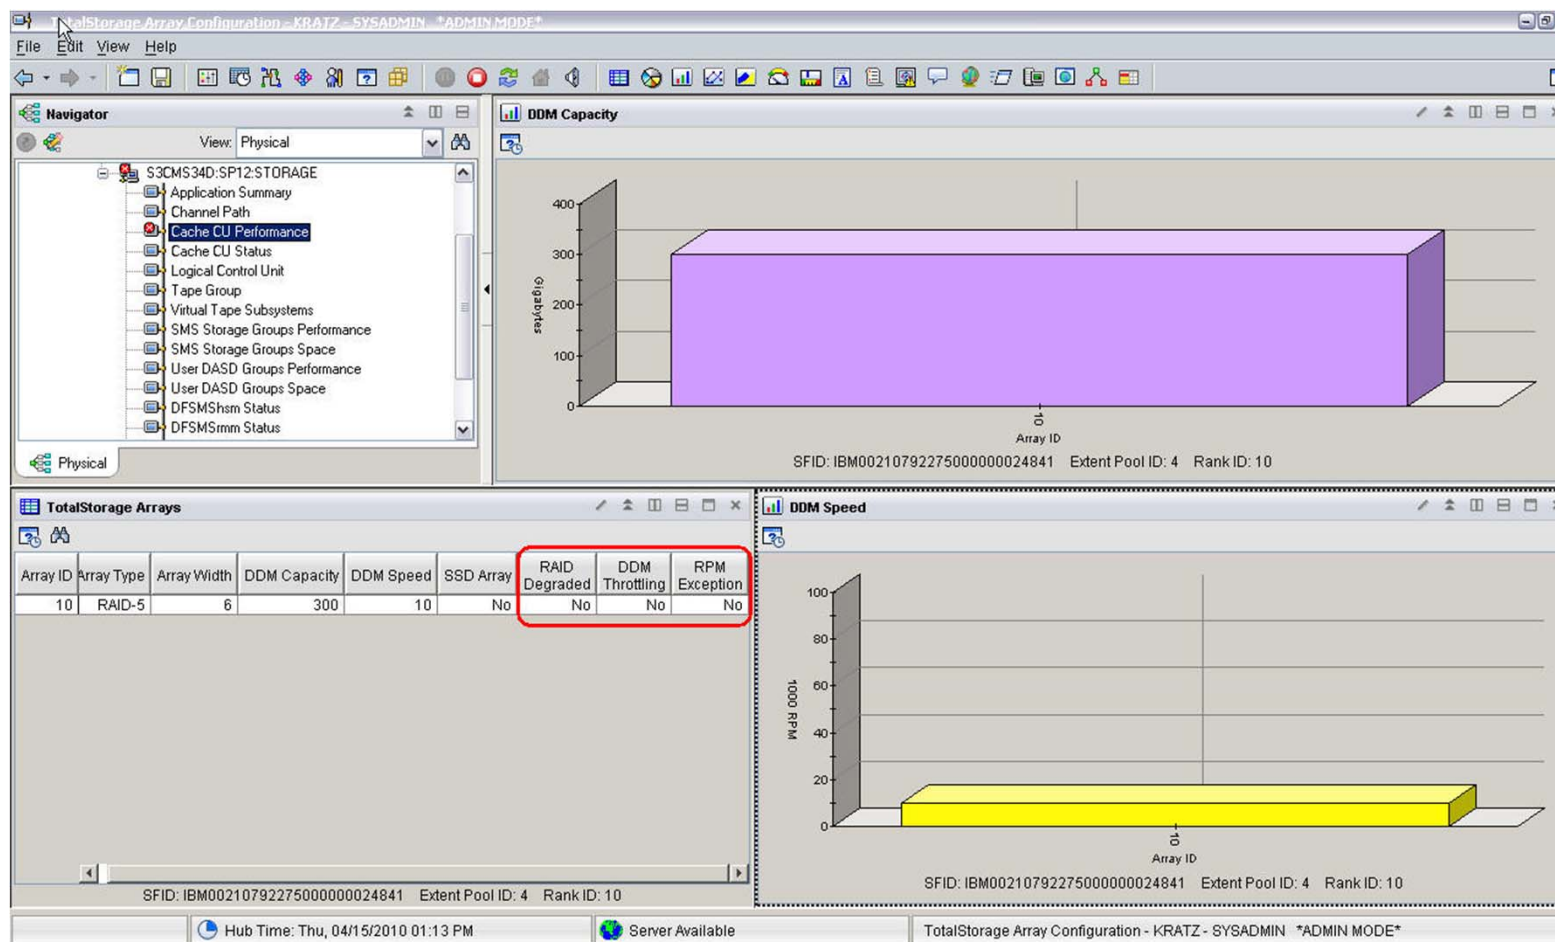 TotalStorage Array Configuration - KRATZ - SYSADMIN *ADMIN MODE*
File Edit View Help
Navigator
View: Physical
S3CMS34D:SP12:STORAGE
Application Summary
Channel Path
Cache CU Performance
Cache CU Status
Logical Control Unit
Tape Group
Virtual Tape Subsystems
SMS Storage Groups Performance
SMS Storage Groups Space
User DASD Groups Performance
User DASD Groups Space
DFSMShsm Status
DFSMSrmm Status
Physical
DDM Capacity
400
300
200
100
0
Gigabytes
10
Array ID
SFID: IBM00210792275000000024841 Extent Pool ID: 4 Rank ID: 10
TotalStorage Arrays
Array ID Array Type Array Width DDM Capacity DDM Speed SSD Array RAID Degraded DDM Throttling RPM Exception
10 RAID-5 6 300 10 No No No No
SFID: IBM002107922750000000024841 Extent Pool ID: 4 Rank ID: 10
DDM Speed
100
80
60
40
20
0
1000 RPM
10
Array ID
SFID: IBM002107922750000000024841 Extent Pool ID: 4 Rank ID: 10
Hub Time: Thu, 04/15/2010 01:13 PM
Server Available
TotalStorage Array Configuration - KRATZ - SYSADMIN *ADMIN MODE*